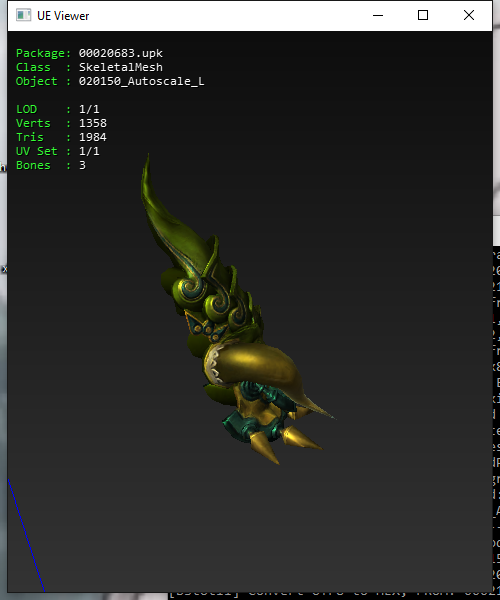 UE Viewer
Package: 00020683.upk
Class  : SkeletalMesh
Object : 020150_Autoscale_L
LOD    : 1/1
Verts  : 1358
Tris   : 1984
UV Set : 1/1
Bones  : 3